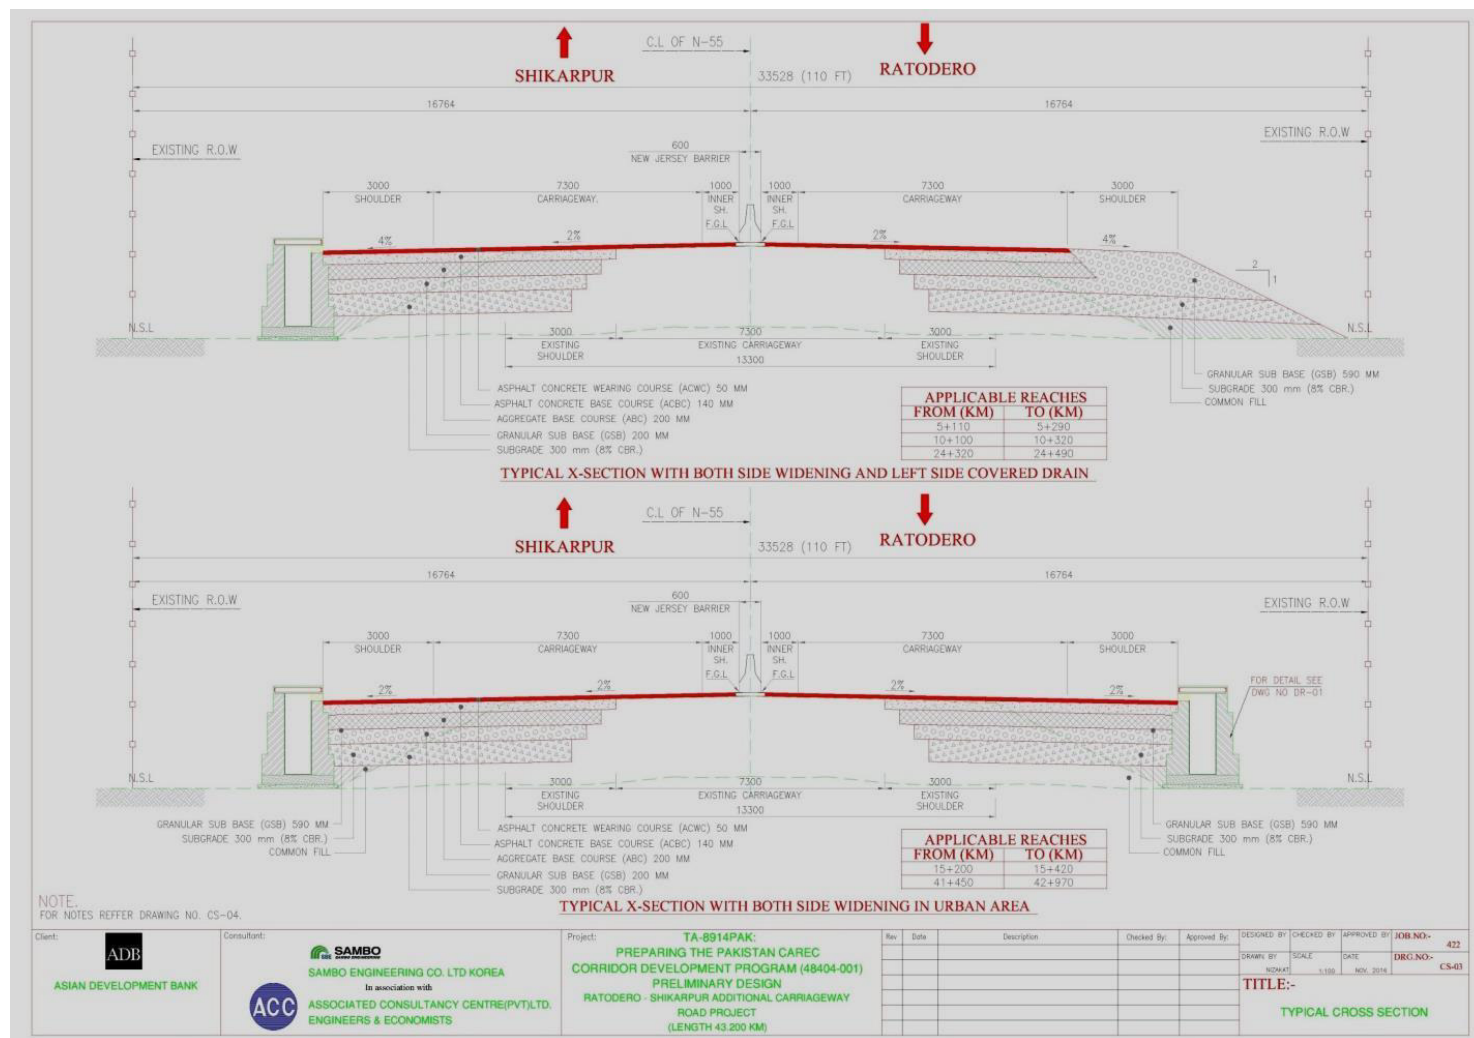 C.L OF N-55
SHIKARPUR
RATODERO
33528 (110 FT)
16764
16764
EXISTING R.O.W
EXISTING R.O.W
600
NEW JERSEY BARRIER
3000
SHOULDER
7300
CARRIAGEWAY.
1000
INNER
SH.
F.G.L
1000
INNER
SH.
F.G.L
7300
CARRIAGEWAY
3000
SHOULDER
4%
2%
2%
4%
2
1
N.S.L
N.S.L
3000
EXISTING
SHOULDER
7300
EXISTING CARRIAGEWAY
3000
EXISTING
SHOULDER
13300
GRANULAR SUB BASE (GSB) 590 MM
SUBGRADE 300 mm (8% CBR.)
COMMON FILL
ASPHALT CONCRETE WEARING COURSE (ACWC) 50 MM
ASPHALT CONCRETE BASE COURSE (ACBC) 140 MM
AGGREGATE BASE COURSE (ABC) 200 MM
GRANULAR SUB BASE (GSB) 200 MM
SUBGRADE 300 mm (8% CBR.)
APPLICABLE REACHES
FROM (KM) TO (KM)
5+110 5+290
10+100 10+320
24+320 24+490
TYPICAL X-SECTION WITH BOTH SIDE WIDENING AND LEFT SIDE COVERED DRAIN
C.L OF N-55
SHIKARPUR
RATODERO
33528 (110 FT)
16764
16764
EXISTING R.O.W
EXISTING R.O.W
600
NEW JERSEY BARRIER
3000
SHOULDER
7300
CARRIAGEWAY
1000
INNER
SH.
F.G.L
1000
INNER
SH.
F.G.L
7300
CARRIAGEWAY
3000
SHOULDER
2%
2%
2%
2%
FOR DETAIL SEE
DWG NO DR-01
N.S.L
N.S.L
3000
EXISTING
SHOULDER
7300
EXISTING CARRIAGEWAY
3000
EXISTING
SHOULDER
13300
GRANULAR SUB BASE (GSB) 590 MM
SUBGRADE 300 mm (8% CBR.)
COMMON FILL
ASPHALT CONCRETE WEARING COURSE (ACWC) 50 MM
ASPHALT CONCRETE BASE COURSE (ACBC) 140 MM
AGGREGATE BASE COURSE (ABC) 200 MM
GRANULAR SUB BASE (GSB) 200 MM
SUBGRADE 300 mm (8% CBR.)
GRANULAR SUB BASE (GSB) 590 MM
SUBGRADE 300 mm (8% CBR.)
COMMON FILL
APPLICABLE REACHES
FROM (KM) TO (KM)
15+200 15+420
41+450 42+970
TYPICAL X-SECTION WITH BOTH SIDE WIDENING IN URBAN AREA
NOTE.
FOR NOTES REFFER DRAWING NO. CS-04.
Client:
ADB
ASIAN DEVELOPMENT BANK
Consultant:
SAMBO
SAMBO ENGINEERING CO. LTD KOREA
In association with
ACC
ASSOCIATED CONSULTANCY CENTRE(PVT)LTD.
ENGINEERS & ECONOMISTS
Project:
TA-8914PAK:
PREPARING THE PAKISTAN CAREC
CORRIDOR DEVELOPMENT PROGRAM (48404-001)
PRELIMINARY DESIGN
RATODERO - SHIKARPUR ADDITIONAL CARRIAGEWAY
ROAD PROJECT
(LENGTH 43.200 KM)
Rev Date Description Checked By: Approved By:
DESIGNED BY CHECKED BY APPROVED BY
JOB.NO:-
422
DRAWN BY
NIZAKAT
SCALE
1:100
DATE
NOV, 2016
DRG.NO:-
CS-03
TITLE:-
TYPICAL CROSS SECTION